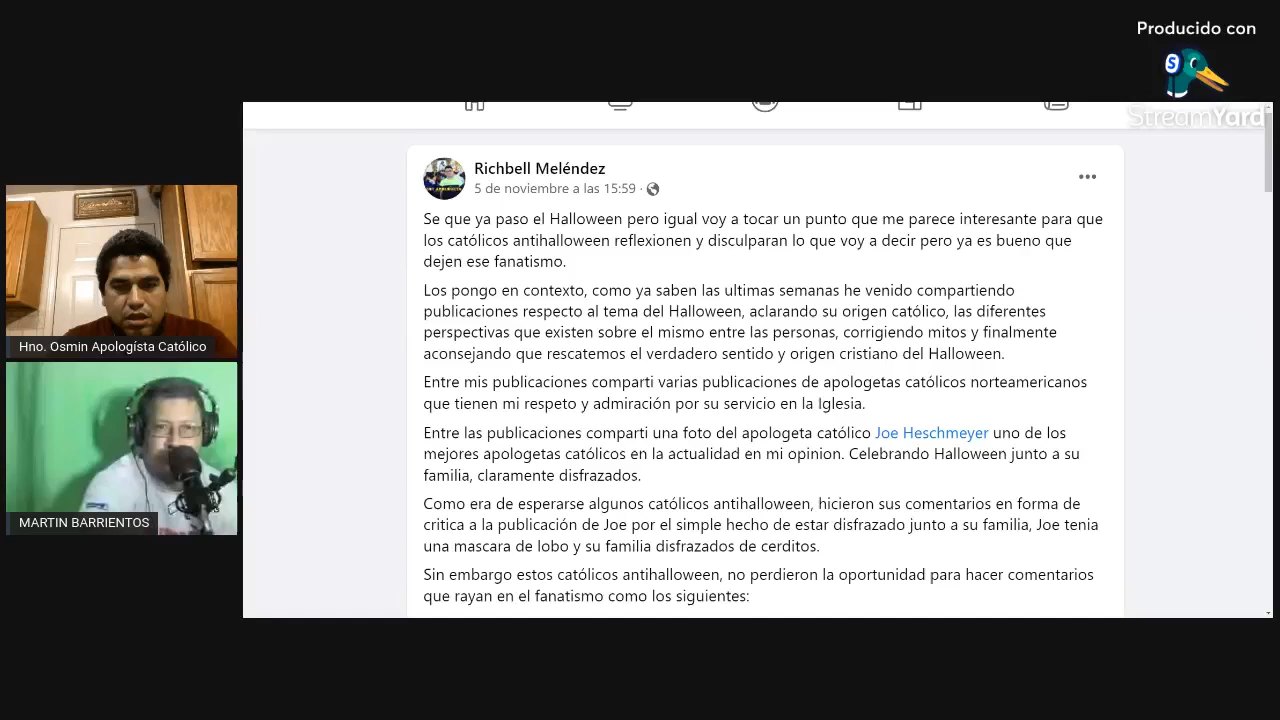 Producido con
StreamYard
Richbell Meléndez
5 de noviembre a las 15:59 ·
Se que ya paso el Halloween pero igual voy a tocar un punto que me parece interesante para que
los católicos antihalloween reflexionen y disculparan lo que voy a decir pero ya es bueno que
dejen ese fanatismo.
Los pongo en contexto, como ya saben las ultimas semanas he venido compartiendo
publicaciones respecto al tema del Halloween, aclarando su origen católico, las diferentes
perspectivas que existen sobre el mismo entre las personas, corrigiendo mitos y finalmente
aconsejando que rescatemos el verdadero sentido y origen cristiano del Halloween.
Entre mis publicaciones comparti varias publicaciones de apologetas católicos norteamericanos
que tienen mi respeto y admiración por su servicio en la Iglesia.
Entre las publicaciones comparti una foto del apologeta católico Joe Heschmeyer uno de los
mejores apologetas católicos en la actualidad en mi opinion. Celebrando Halloween junto a su
familia, claramente disfrazados.
Como era de esperarse algunos católicos antihalloween, hicieron sus comentarios en forma de
critica a la publicación de Joe por el simple hecho de estar disfrazado junto a su familia, Joe tenia
una mascara de lobo y su familia disfrazados de cerditos.
Sin embargo estos católicos antihalloween, no perdieron la oportunidad para hacer comentarios
que rayan en el fanatismo como los siguientes:
Hno. Osmin Apologísta Católico
MARTIN BARRIENTOS